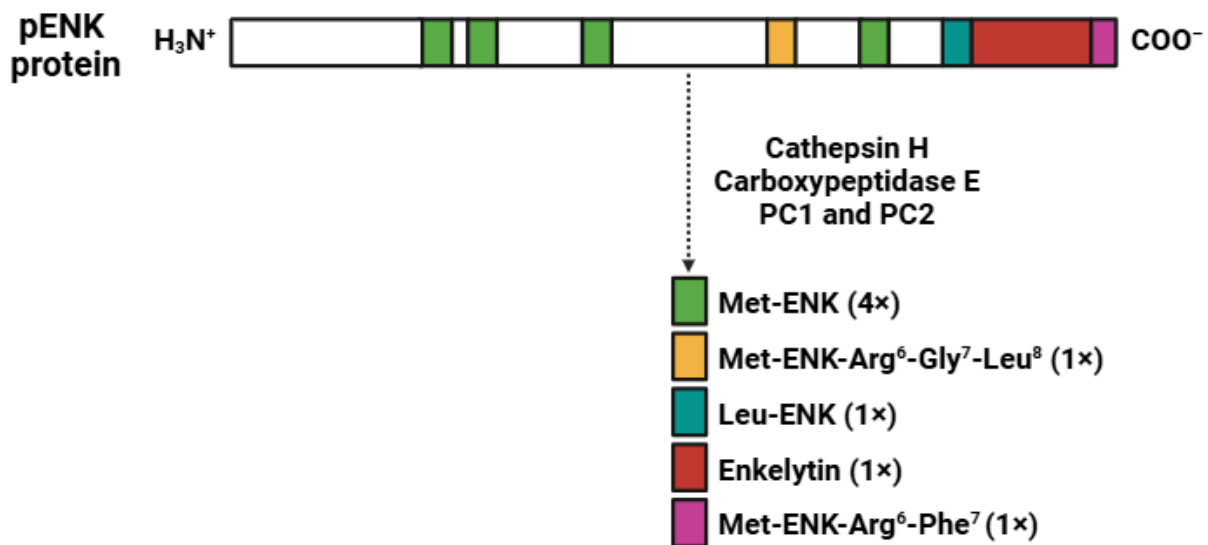 pENK
protein
H₃N⁺
COO⁻
Cathepsin H
Carboxypeptidase E
PC1 and PC2
Met-ENK (4×)
Met-ENK-Arg⁶-Gly⁷-Leu⁸ (1×)
Leu-ENK (1×)
Enkelytin (1×)
Met-ENK-Arg⁶-Phe⁷ (1×)